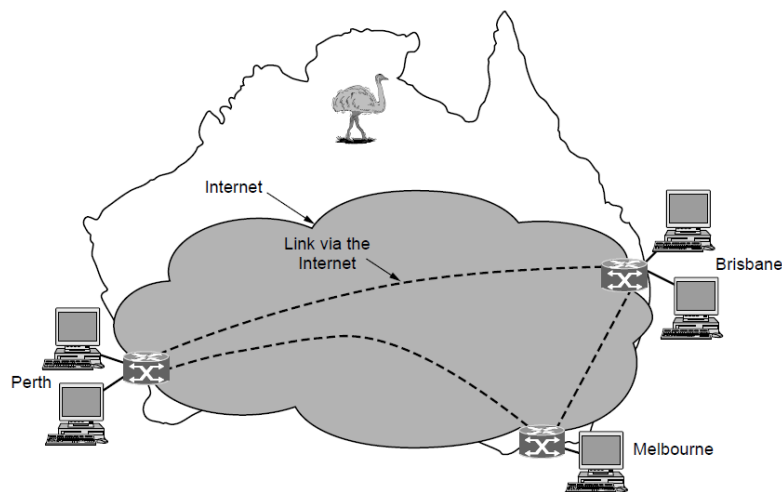 Internet
Link via the
Internet
Brisbane
Perth
Melbourne